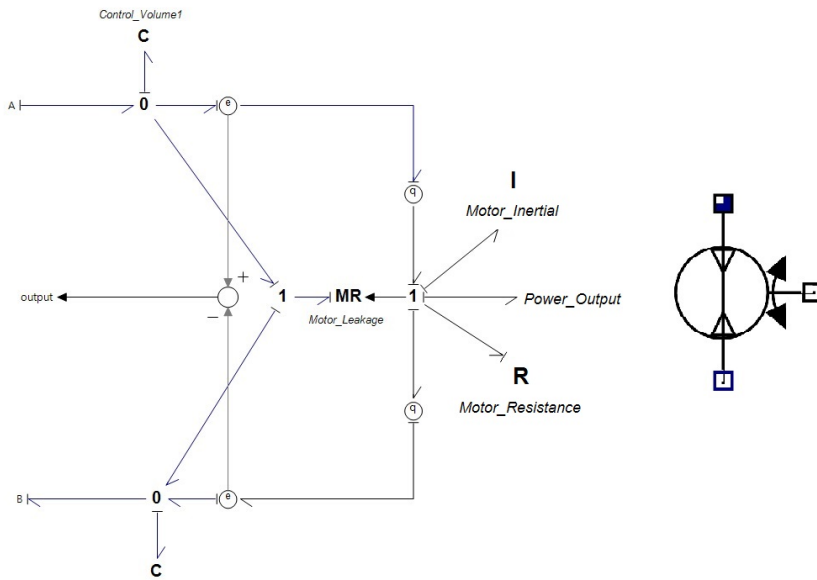 Control_Volume1
C
A
0
e
q
I
Motor_Inertial
+
output
1
MR
1
Power_Output
−
Motor_Leakage
R
Motor_Resistance
q
B
0
e
C